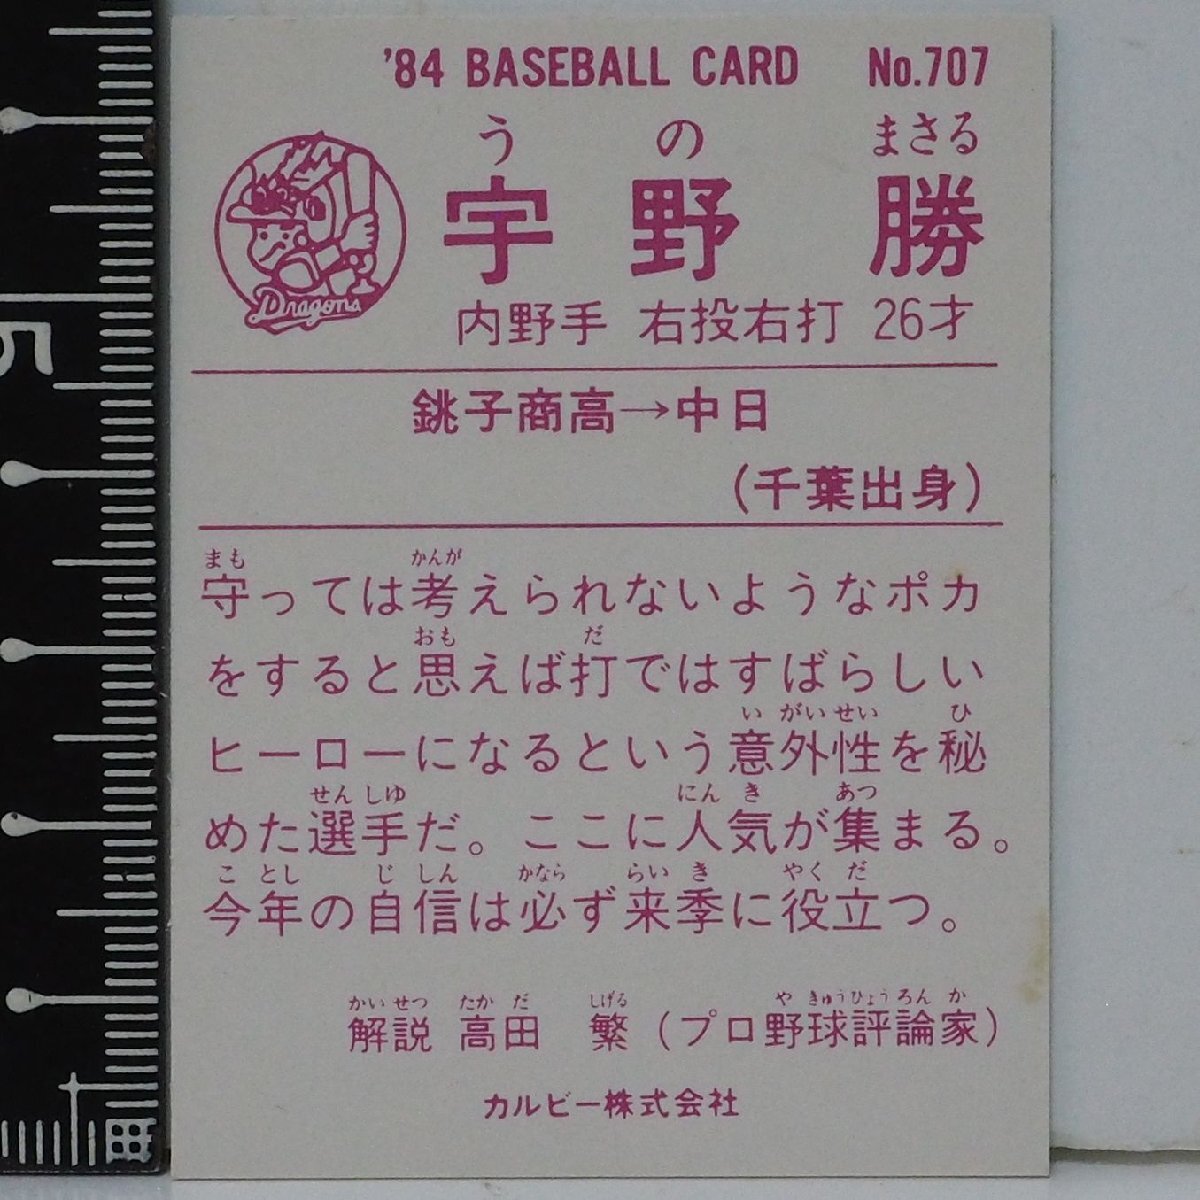 '84 BASEBALL CARD No.707
う の まさる
宇野 勝
Dragons
内野手 右投右打 26才
銚子商高→中日
(千葉出身)
まも かんが
守っては考えられないようなポカ
おも だ
をすると思えば打ではすばらしい
い がい せい ひ
ヒーローになるという意外性を秘
せん しゆ にん き あつ
めた選手だ。ここに人気が集まる。
こ とし じ しん かなら らい き やく だ
今年の自信は必ず来季に役立つ。
かい せつ たか だ しげる や きゅう ひょう ろん か
解説 高田 繁 (プロ野球評論家)
カルビー株式会社
5